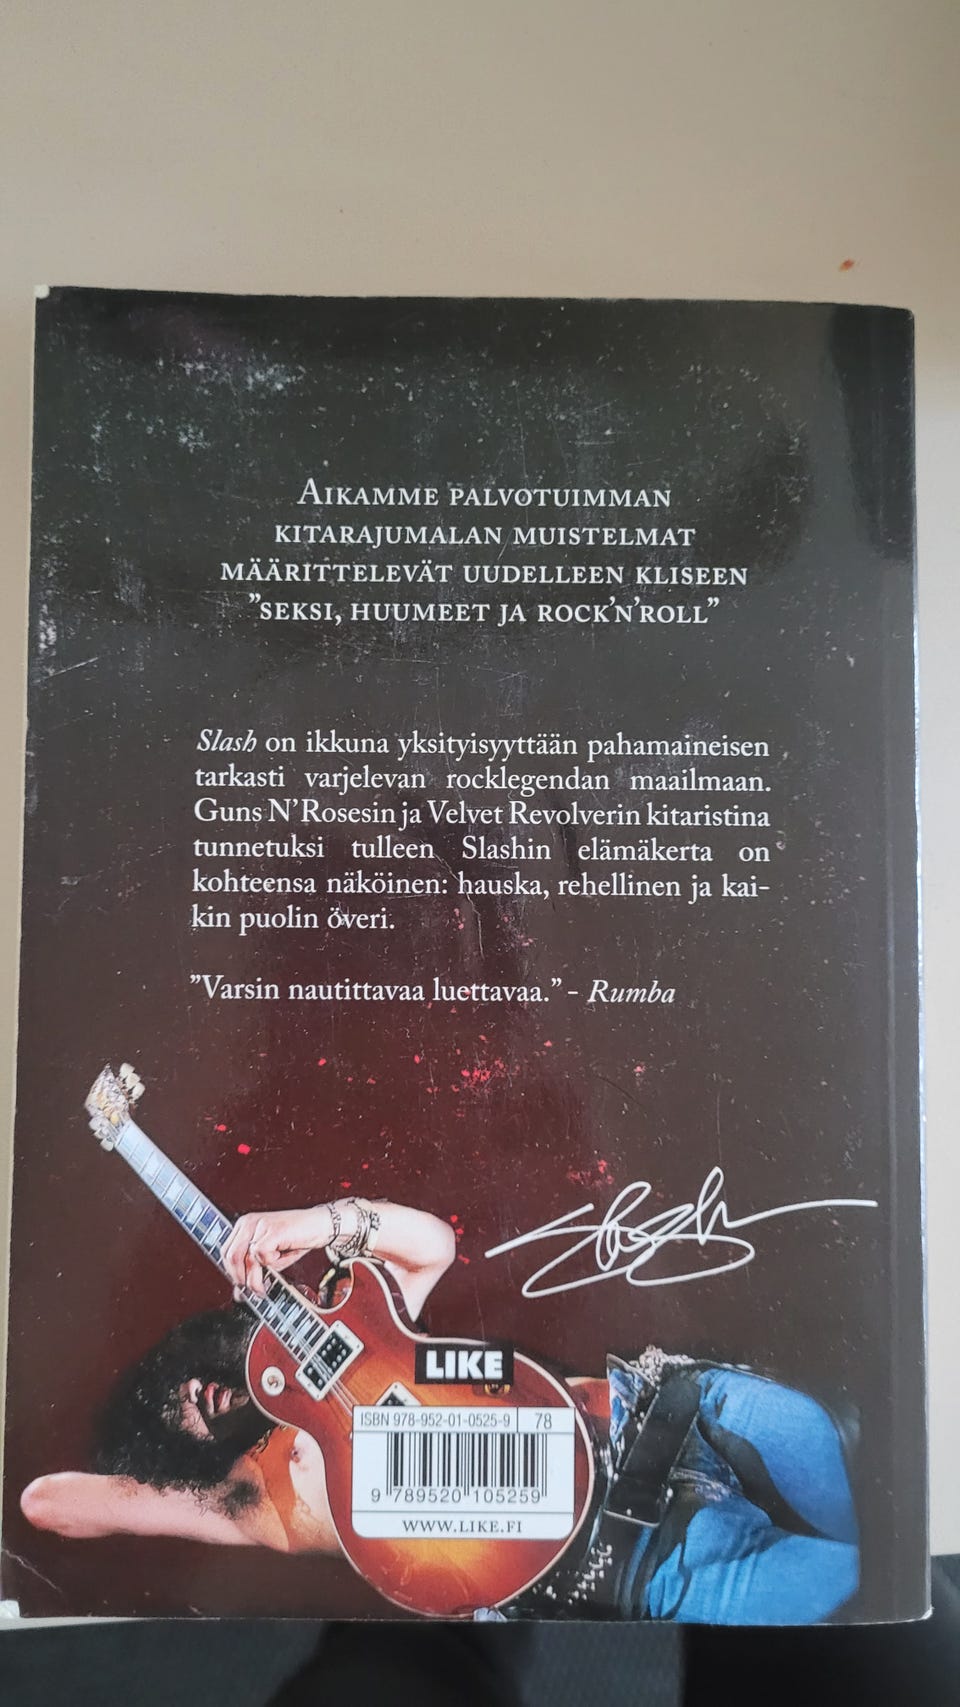 Aikamme palvotuimman
kitarajumalan muistelmat
määrittelevät uudelleen kliseen
”seksi, huumeet ja rock’n’roll”
Slash on ikkuna yksityisyyttään pahamaineisen
tarkasti varjelevan rocklegendan maailmaan.
Guns N’Rosesin ja Velvet Revolverin kitaristina
tunnetuksi tulleen Slashin elämäkerta on
kohteensa näköinen: hauska, rehellinen ja kai-
kin puolin överi.
”Varsin nautittavaa luettavaa.” - Rumba
Slash
LIKE
ISBN 978-952-01-0525-9 78
9 789520 105259
WWW.LIKE.FI